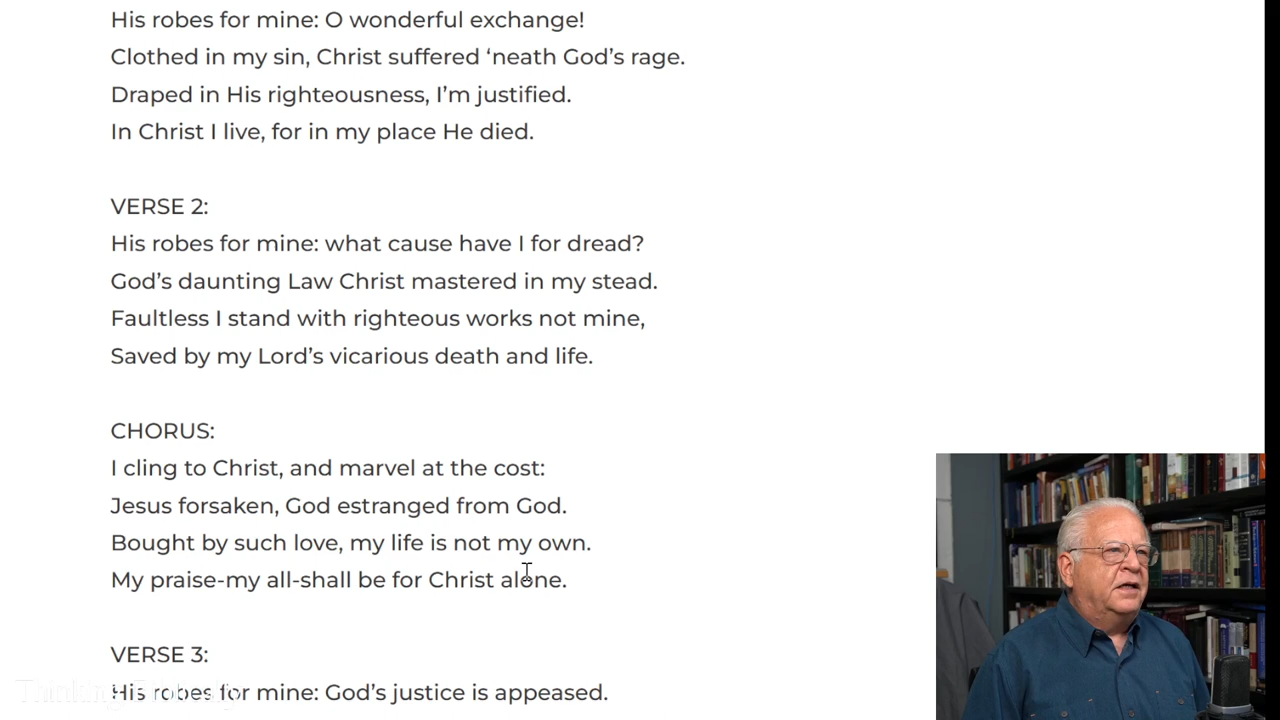 His robes for mine: O wonderful exchange!
Clothed in my sin, Christ suffered ‘neath God’s rage.
Draped in His righteousness, I’m justified.
In Christ I live, for in my place He died.
VERSE 2:
His robes for mine: what cause have I for dread?
God’s daunting Law Christ mastered in my stead.
Faultless I stand with righteous works not mine,
Saved by my Lord’s vicarious death and life.
CHORUS:
I cling to Christ, and marvel at the cost:
Jesus forsaken, God estranged from God.
Bought by such love, my life is not my own.
My praise-my all-shall be for Christ alone.
VERSE 3:
His robes for mine: God’s justice is appeased.
Thinking